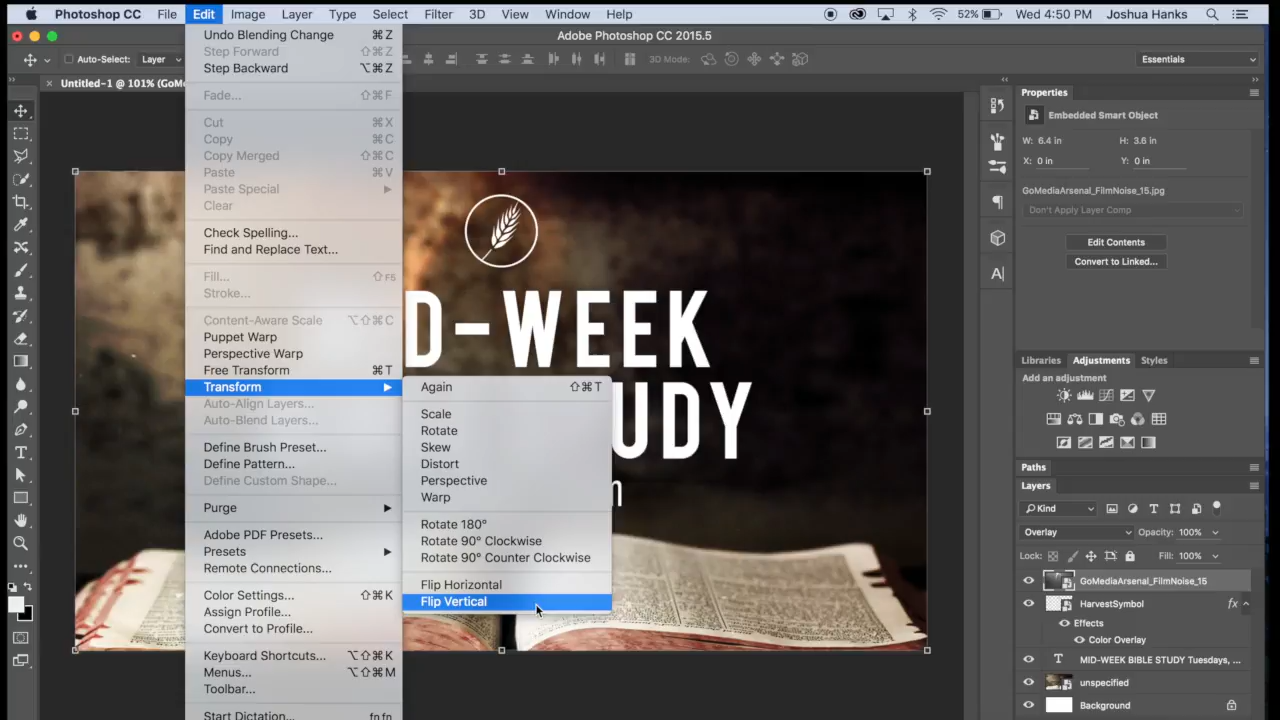 Photoshop CC File Edit Image Layer Type Select Filter 3D View Window Help 52% Wed 4:50 PM Joshua Hanks
Adobe Photoshop CC 2015.5
Auto-Select: Layer 3D Mode: Essentials
× Untitled-1 @ 101% (GoM
Undo Blending Change ⌘Z
Step Forward ⇧⌘Z
Step Backward ⌥⌘Z
Fade... ⇧⌘F
Cut ⌘X
Copy ⌘C
Copy Merged ⇧⌘C
Paste ⌘V
Paste Special
Clear
Check Spelling...
Find and Replace Text...
Fill... ⇧F5
Stroke...
Content-Aware Scale ⌥⇧⌘C
Puppet Warp
Perspective Warp
Free Transform ⌘T
Transform
Auto-Align Layers...
Auto-Blend Layers...
Define Brush Preset...
Define Pattern...
Define Custom Shape...
Purge
Adobe PDF Presets...
Presets
Remote Connections...
Color Settings... ⇧⌘K
Assign Profile...
Convert to Profile...
Keyboard Shortcuts... ⌥⇧⌘K
Menus... ⌥⇧⌘M
Toolbar...
Start Dictation... fn fn
Again ⇧⌘T
Scale
Rotate
Skew
Distort
Perspective
Warp
Rotate 180°
Rotate 90° Clockwise
Rotate 90° Counter Clockwise
Flip Horizontal
Flip Vertical
D-WEEK
UDY
Properties
Embedded Smart Object
W: 6.4 in H: 3.6 in
X: 0 in Y: 0 in
GoMediaArsenal_FilmNoise_15.jpg
Don't Apply Layer Comp
Edit Contents
Convert to Linked...
Libraries Adjustments Styles
Add an adjustment
Paths
Layers
Kind
Overlay Opacity: 100%
Lock: Fill: 100%
GoMediaArsenal_FilmNoise_15
HarvestSymbol fx
Effects
Color Overlay
T MID-WEEK BIBLE STUDY Tuesdays, ...
unspecified
Background